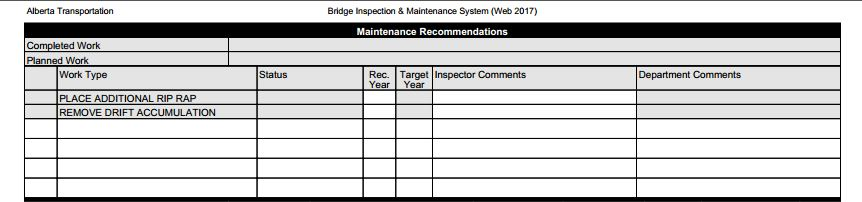 Alberta Transportation Bridge Inspection & Maintenance System (Web 2017)
Maintenance Recommendations
Completed Work
Planned Work
Work Type Status Rec. Year Target Year Inspector Comments Department Comments
PLACE ADDITIONAL RIP RAP
REMOVE DRIFT ACCUMULATION